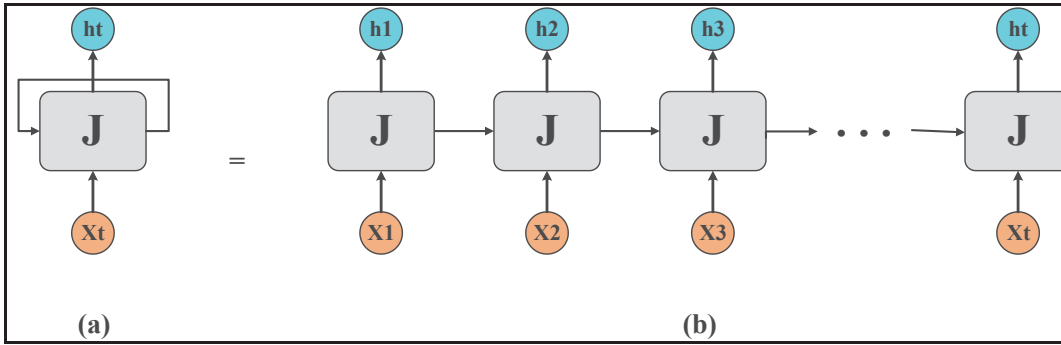 ht h1 h2 h3 ht
J = J J J . . . J
Xt X1 X2 X3 Xt
(a) (b)